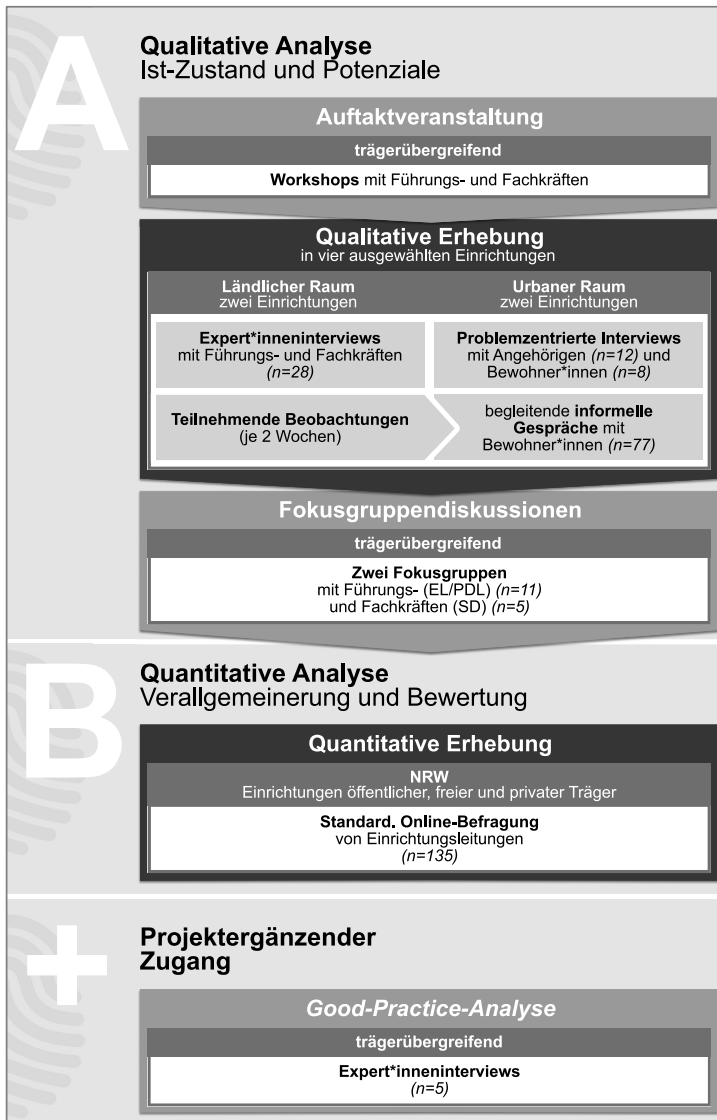 A
Qualitative Analyse
Ist-Zustand und Potenziale
Auftaktveranstaltung
trägerübergreifend
Workshops mit Führungs- und Fachkräften
Qualitative Erhebung
in vier ausgewählten Einrichtungen
Ländlicher Raum
zwei Einrichtungen
Urbaner Raum
zwei Einrichtungen
Expert*inneninterviews
mit Führungs- und Fachkräften
(n=28)
Problemzentrierte Interviews
mit Angehörigen (n=12) und
Bewohner*innen (n=8)
Teilnehmende Beobachtungen
(je 2 Wochen)
begleitende informelle
Gespräche mit
Bewohner*innen (n=77)
Fokusgruppendiskussionen
trägerübergreifend
Zwei Fokusgruppen
mit Führungs- (EL/PDL) (n=11)
und Fachkräften (SD) (n=5)
B
Quantitative Analyse
Verallgemeinerung und Bewertung
Quantitative Erhebung
NRW
Einrichtungen öffentlicher, freier und privater Träger
Standard. Online-Befragung
von Einrichtungsleitungen
(n=135)
+
Projektergänzender
Zugang
Good-Practice-Analyse
trägerübergreifend
Expert*inneninterviews
(n=5)